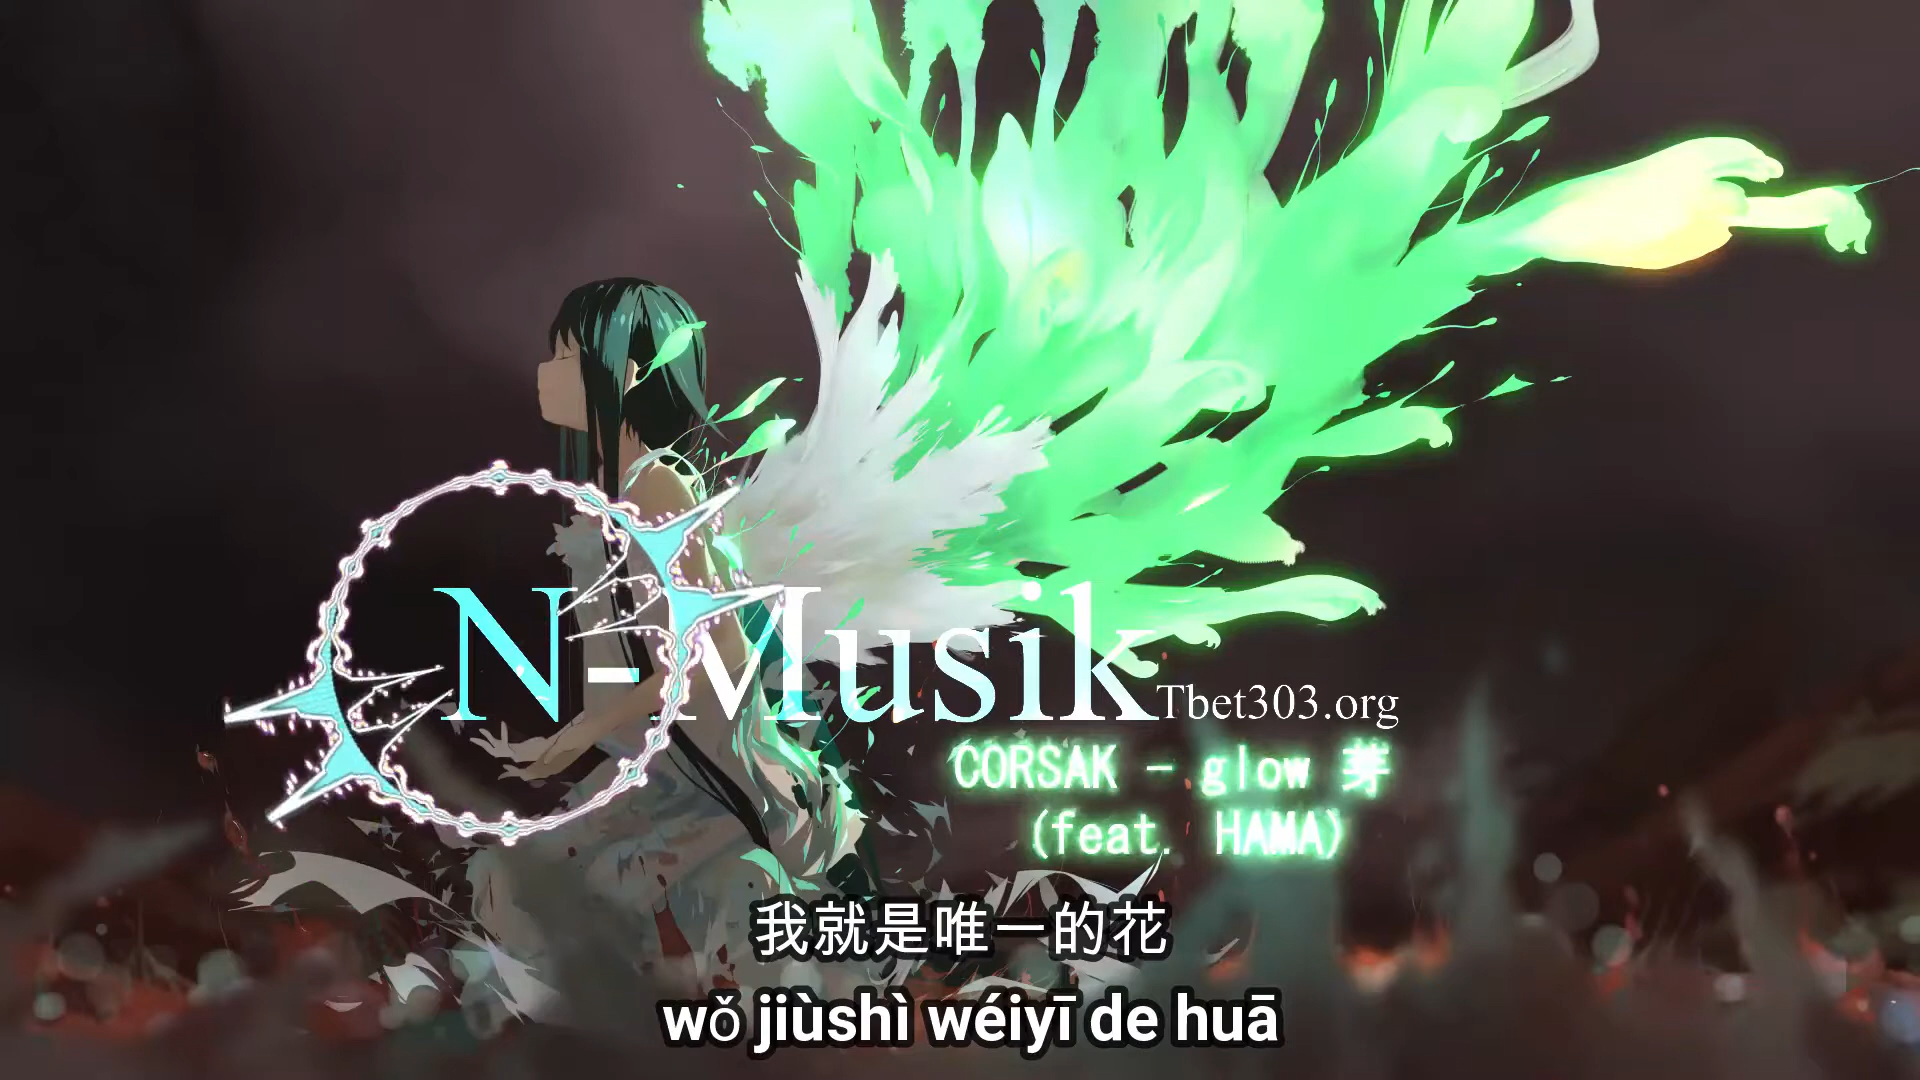 N-Musik
Tbet303.org
CORSAK - glow 芽
(feat. HAMA)
我就是唯一的花
wǒ jiùshì wéiyī de huā